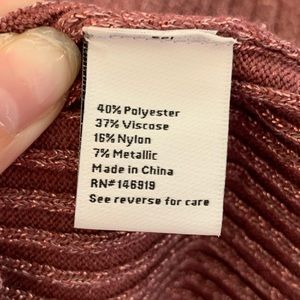 40% Polyester
37% Viscose
16% Nylon
7% Metallic
Made in China
RN# 146919
See reverse for care